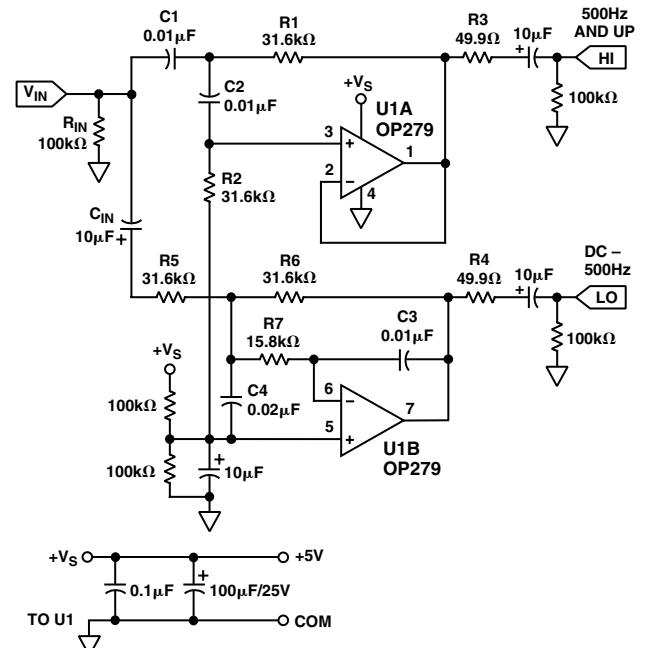 C1
0.01µF
R1
31.6kΩ
R3
49.9Ω
10µF
+
500Hz
AND UP
HI
VIN
C2
0.01µF
+VS
U1A
OP279
100kΩ
RIN
100kΩ
3
+
1
2
−
4
R2
31.6kΩ
CIN
10µF
+
R5
31.6kΩ
R6
31.6kΩ
R4
49.9Ω
10µF
+
DC –
500Hz
LO
R7
15.8kΩ
C3
0.01µF
100kΩ
+VS
100kΩ
C4
0.02µF
6
−
7
5
+
U1B
OP279
100kΩ
+
10µF
+VS
+5V
0.1µF
+
100µF/25V
TO U1
COM